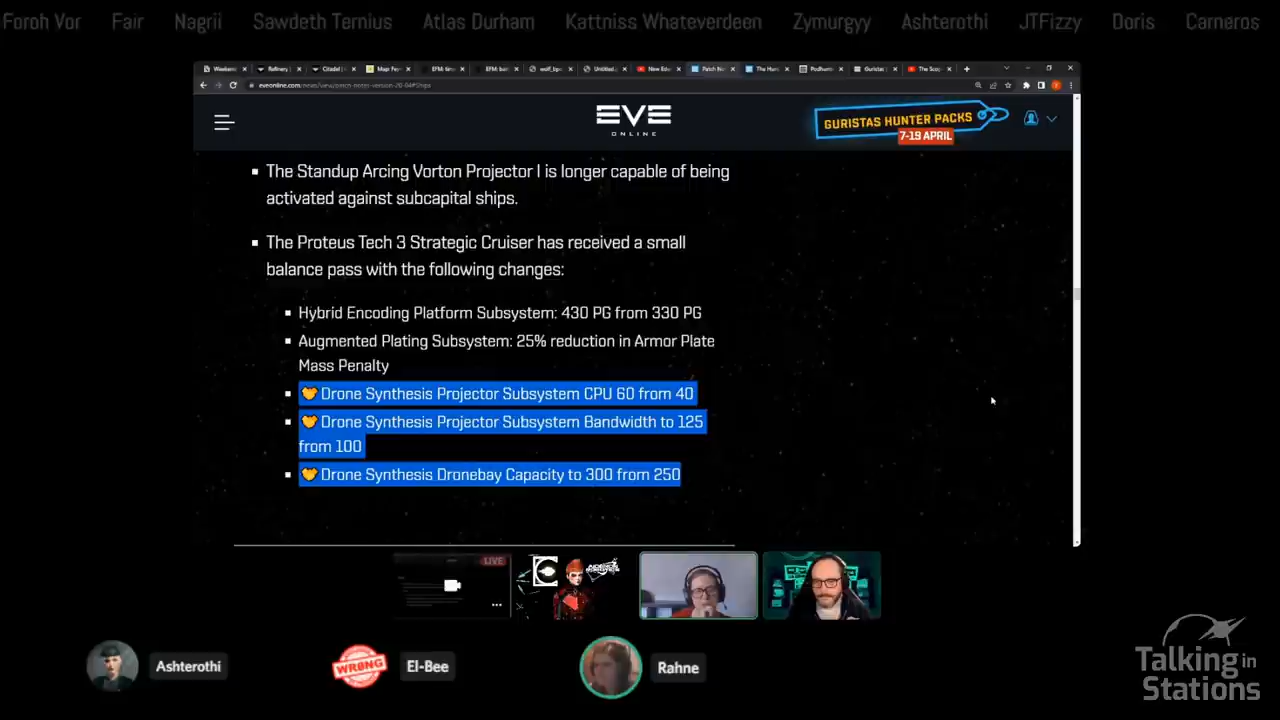 Foroh Vor Fair Nagrii Sawdeth Ternius Atlas Durham Kattniss Whateverdeen Zymurgyy Ashterothi JTFizzy Doris Carneros
EVE
ONLINE
GURISTAS HUNTER PACKS
7-19 APRIL
The Standup Arcing Vorton Projector I is longer capable of being
activated against subcapital ships.
The Proteus Tech 3 Strategic Cruiser has received a small
balance pass with the following changes:
Hybrid Encoding Platform Subsystem: 430 PG from 330 PG
Augmented Plating Subsystem: 25% reduction in Armor Plate
Mass Penalty
Drone Synthesis Projector Subsystem CPU 60 from 40
Drone Synthesis Projector Subsystem Bandwidth to 125
from 100
Drone Synthesis Dronebay Capacity to 300 from 250
LIVE
Ashterothi
WRONG
El-Bee
Rahne
Talking in
Stations